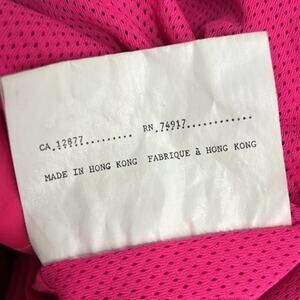 CA.12877......... RN.74917............
MADE IN HONG KONG FABRIQUE à HONG KONG